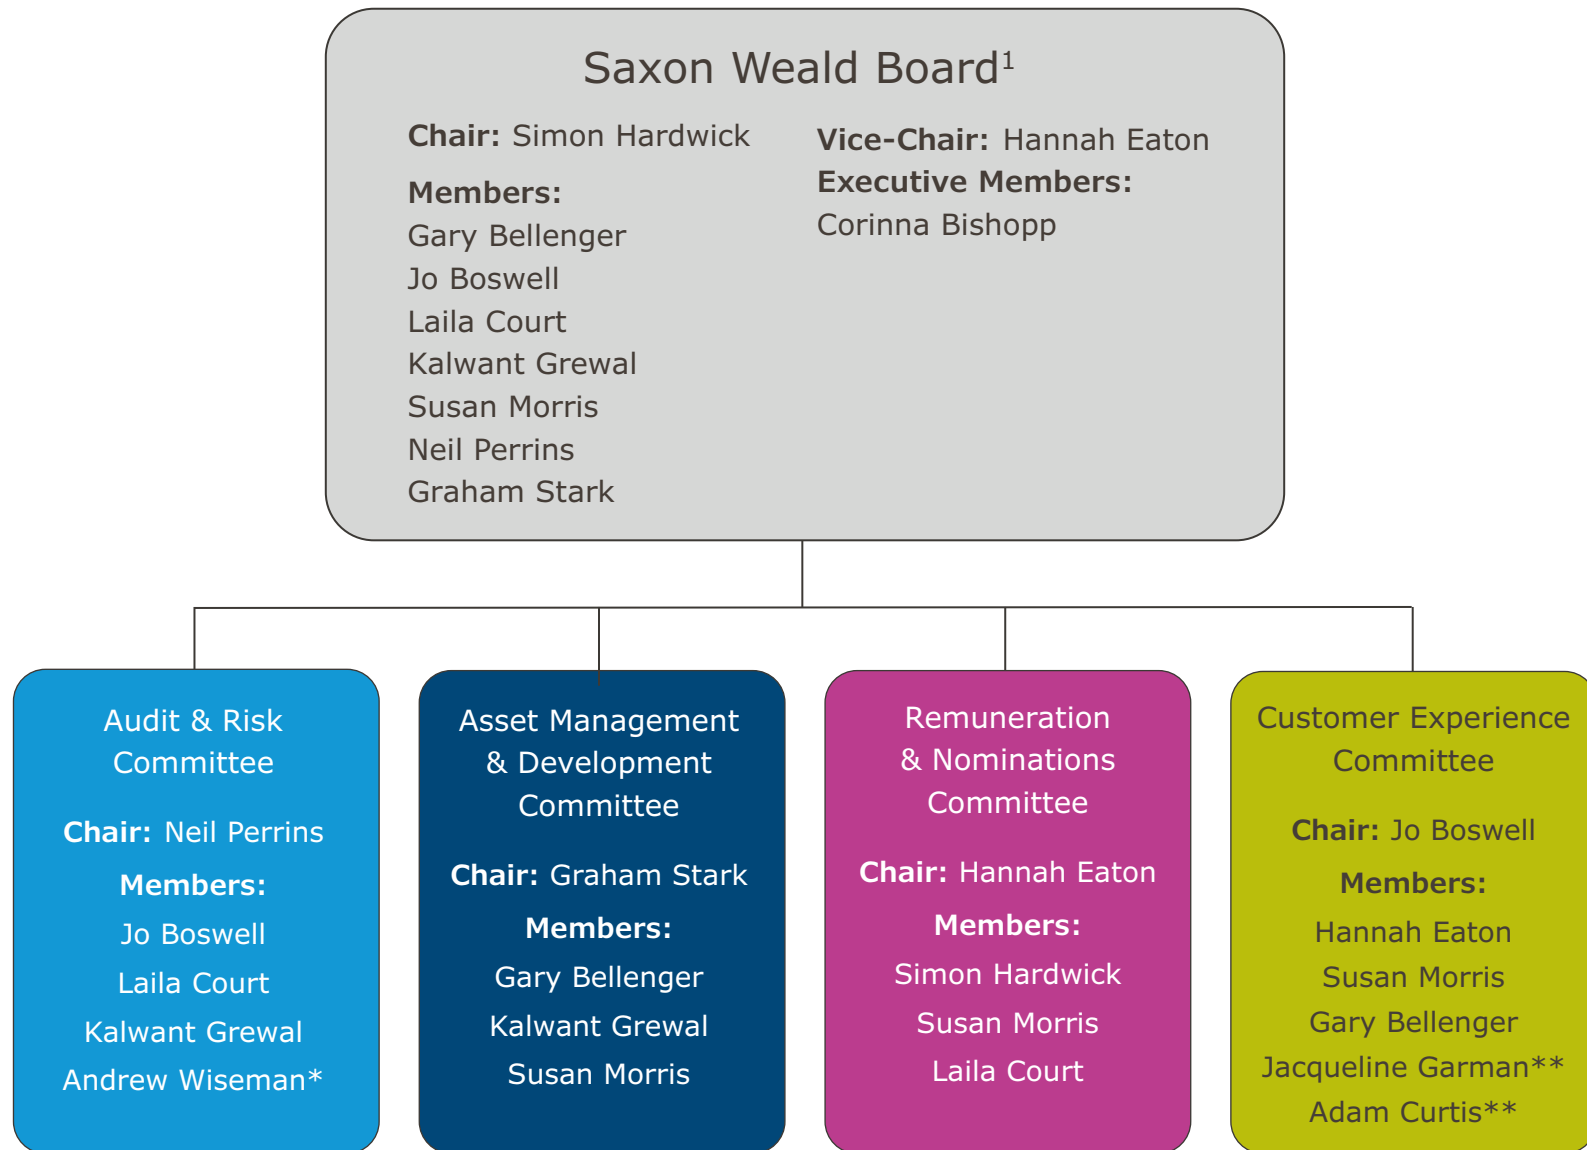 Saxon Weald Board¹
Chair: Simon Hardwick
Members:
Gary Bellenger
Jo Boswell
Laila Court
Kalwant Grewal
Susan Morris
Neil Perrins
Graham Stark
Vice-Chair: Hannah Eaton
Executive Members:
Corinna Bishopp
Audit & Risk
Committee
Chair: Neil Perrins
Members:
Jo Boswell
Laila Court
Kalwant Grewal
Andrew Wiseman*
Asset Management
& Development
Committee
Chair: Graham Stark
Members:
Gary Bellenger
Kalwant Grewal
Susan Morris
Remuneration
& Nominations
Committee
Chair: Hannah Eaton
Members:
Simon Hardwick
Susan Morris
Laila Court
Customer Experience
Committee
Chair: Jo Boswell
Members:
Hannah Eaton
Susan Morris
Gary Bellenger
Jacqueline Garman**
Adam Curtis**